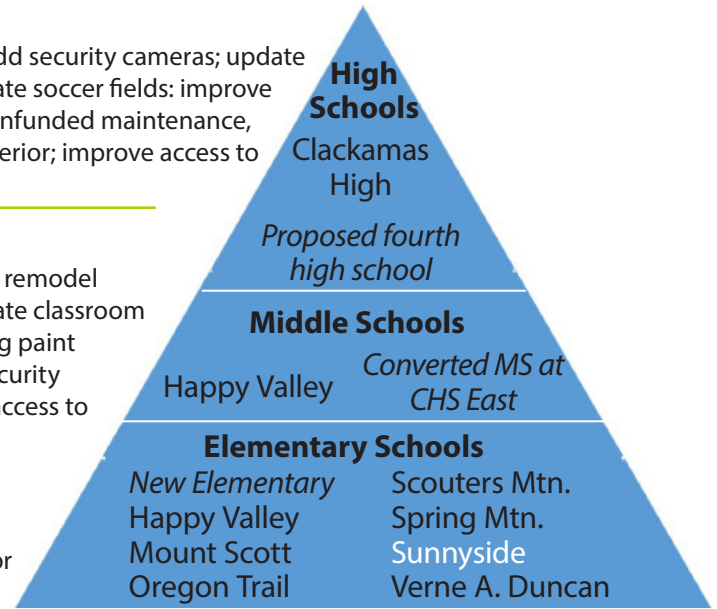 dd security cameras; update
ate soccer fields: improve
nfunded maintenance,
erior; improve access to
remodel
ate classroom
g paint
curity
ccess to
or
High
Schools
Clackamas
High
Proposed fourth
high school
Middle Schools
Happy Valley
Converted MS at
CHS East
Elementary Schools
New Elementary
Happy Valley
Mount Scott
Oregon Trail
Scouters Mtn.
Spring Mtn.
Sunnyside
Verne A. Duncan